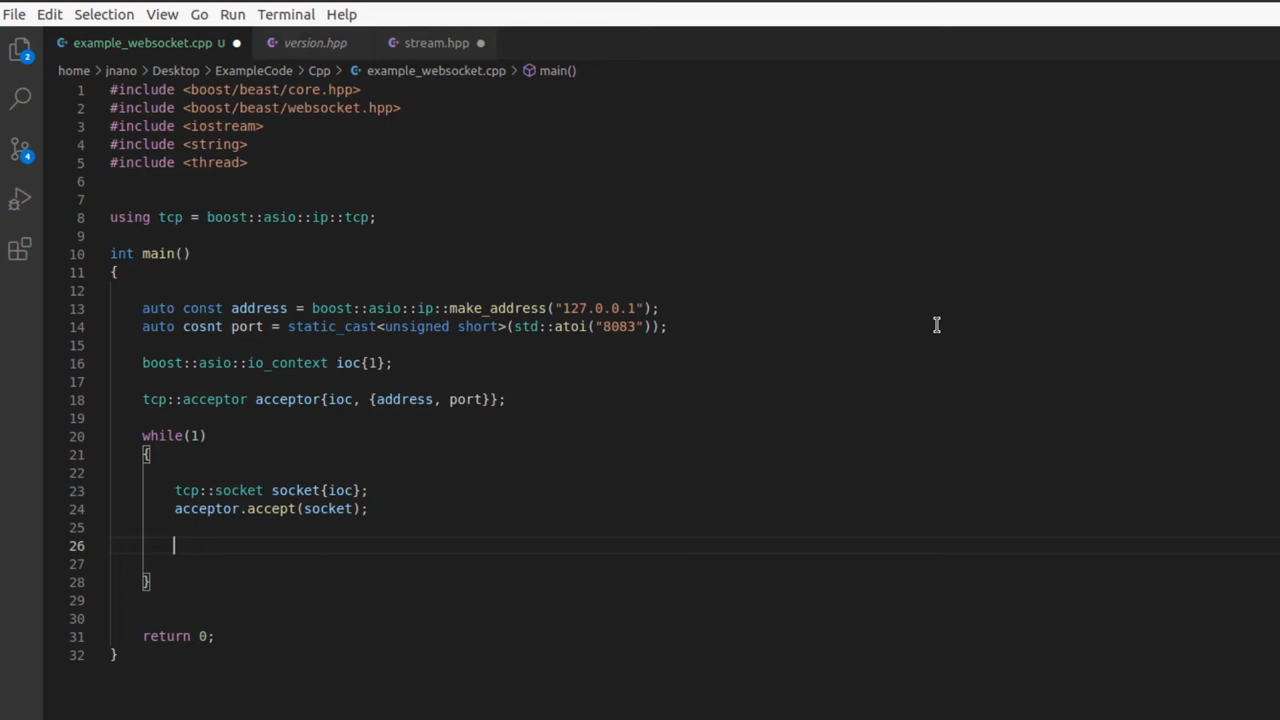 File Edit Selection View Go Run Terminal Help
example_websocket.cpp U version.hpp stream.hpp
home > jnano > Desktop > ExampleCode > Cpp > example_websocket.cpp > main()
1 #include <boost/beast/core.hpp>
2 #include <boost/beast/websocket.hpp>
3 #include <iostream>
4 #include <string>
5 #include <thread>
6
7
8 using tcp = boost::asio::ip::tcp;
9
10 int main()
11 {
12
13 auto const address = boost::asio::ip::make_address("127.0.0.1");
14 auto cosnt port = static_cast<unsigned short>(std::atoi("8083"));
15
16 boost::asio::io_context ioc{1};
17
18 tcp::acceptor acceptor{ioc, {address, port}};
19
20 while(1)
21 {
22
23 tcp::socket socket{ioc};
24 acceptor.accept(socket);
25
26
27
28 }
29
30
31 return 0;
32 }
2
4